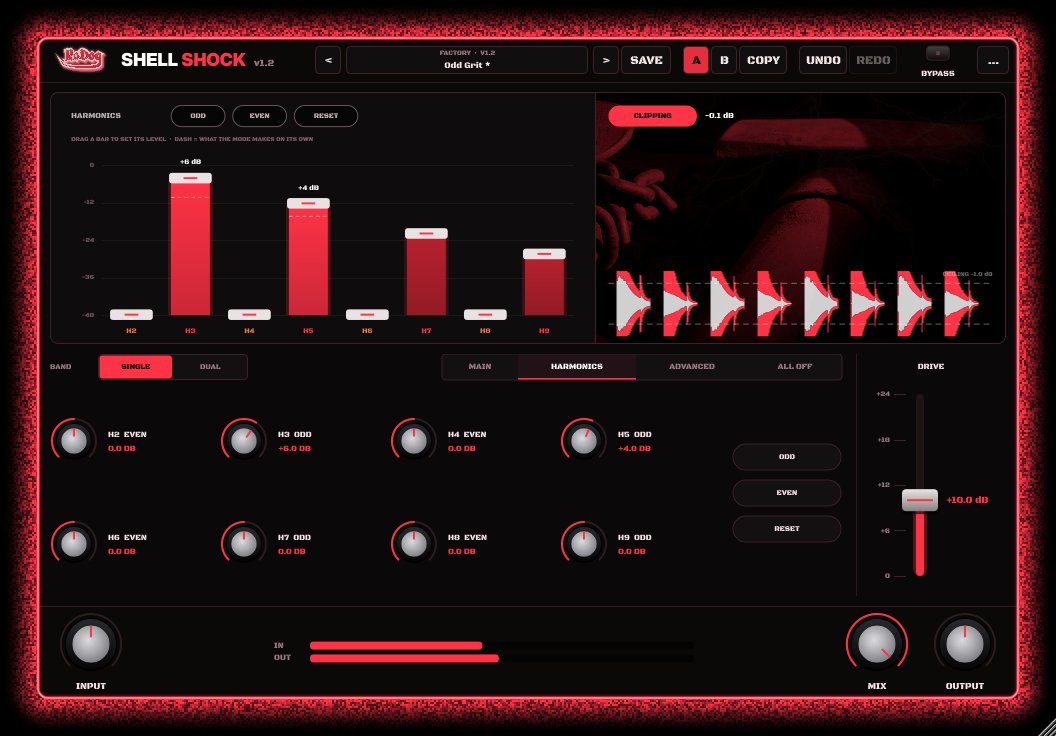 RaDog
SHELL SHOCK v1.2
<
FACTORY · V1.2
Odd Grit *
>
SAVE
A
B
COPY
UNDO
REDO
BYPASS
...
HARMONICS
ODD
EVEN
RESET
DRAG A BAR TO SET ITS LEVEL · DASH = WHAT THE MODE MAKES ON ITS OWN
0
-12
-24
-36
-48
+6 dB
+4 dB
H2
H3
H4
H5
H6
H7
H8
H9
CLIPPING
-0.1 dB
CEILING -1.0 dB
BAND
SINGLE
DUAL
MAIN
HARMONICS
ADVANCED
ALL OFF
DRIVE
H2 EVEN
0.0 DB
H3 ODD
+6.0 DB
H4 EVEN
0.0 DB
H5 ODD
+4.0 DB
H6 EVEN
0.0 DB
H7 ODD
0.0 DB
H8 EVEN
0.0 DB
H9 ODD
0.0 DB
ODD
EVEN
RESET
+24
+18
+12
+6
0
+10.0 dB
INPUT
IN
OUT
MIX
OUTPUT